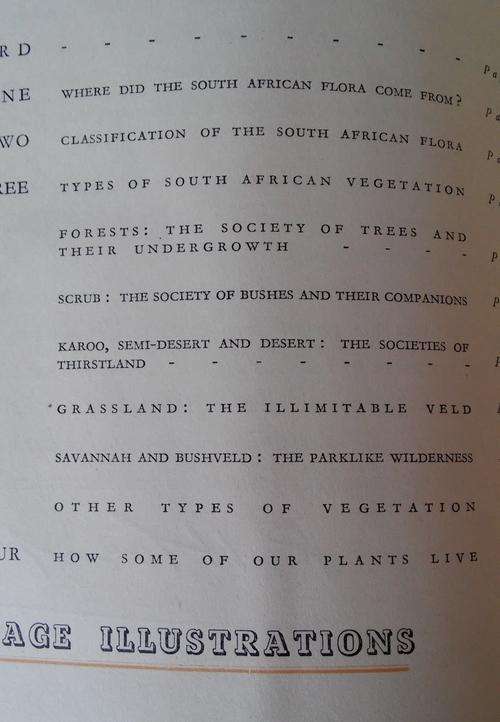 RD - - - - - - - - - -
NE WHERE DID THE SOUTH AFRICAN FLORA COME FROM?
WO CLASSIFICATION OF THE SOUTH AFRICAN FLORA
REE TYPES OF SOUTH AFRICAN VEGETATION
FORESTS: THE SOCIETY OF TREES AND
THEIR UNDERGROWTH - - - -
SCRUB: THE SOCIETY OF BUSHES AND THEIR COMPANIONS
KAROO, SEMI-DESERT AND DESERT: THE SOCIETIES OF
THIRSTLAND - - - - - - - -
GRASSLAND: THE ILLIMITABLE VELD
SAVANNAH AND BUSHVELD: THE PARKLIKE WILDERNESS
OTHER TYPES OF VEGETATION
UR HOW SOME OF OUR PLANTS LIVE
AGE ILLUSTRATIONS